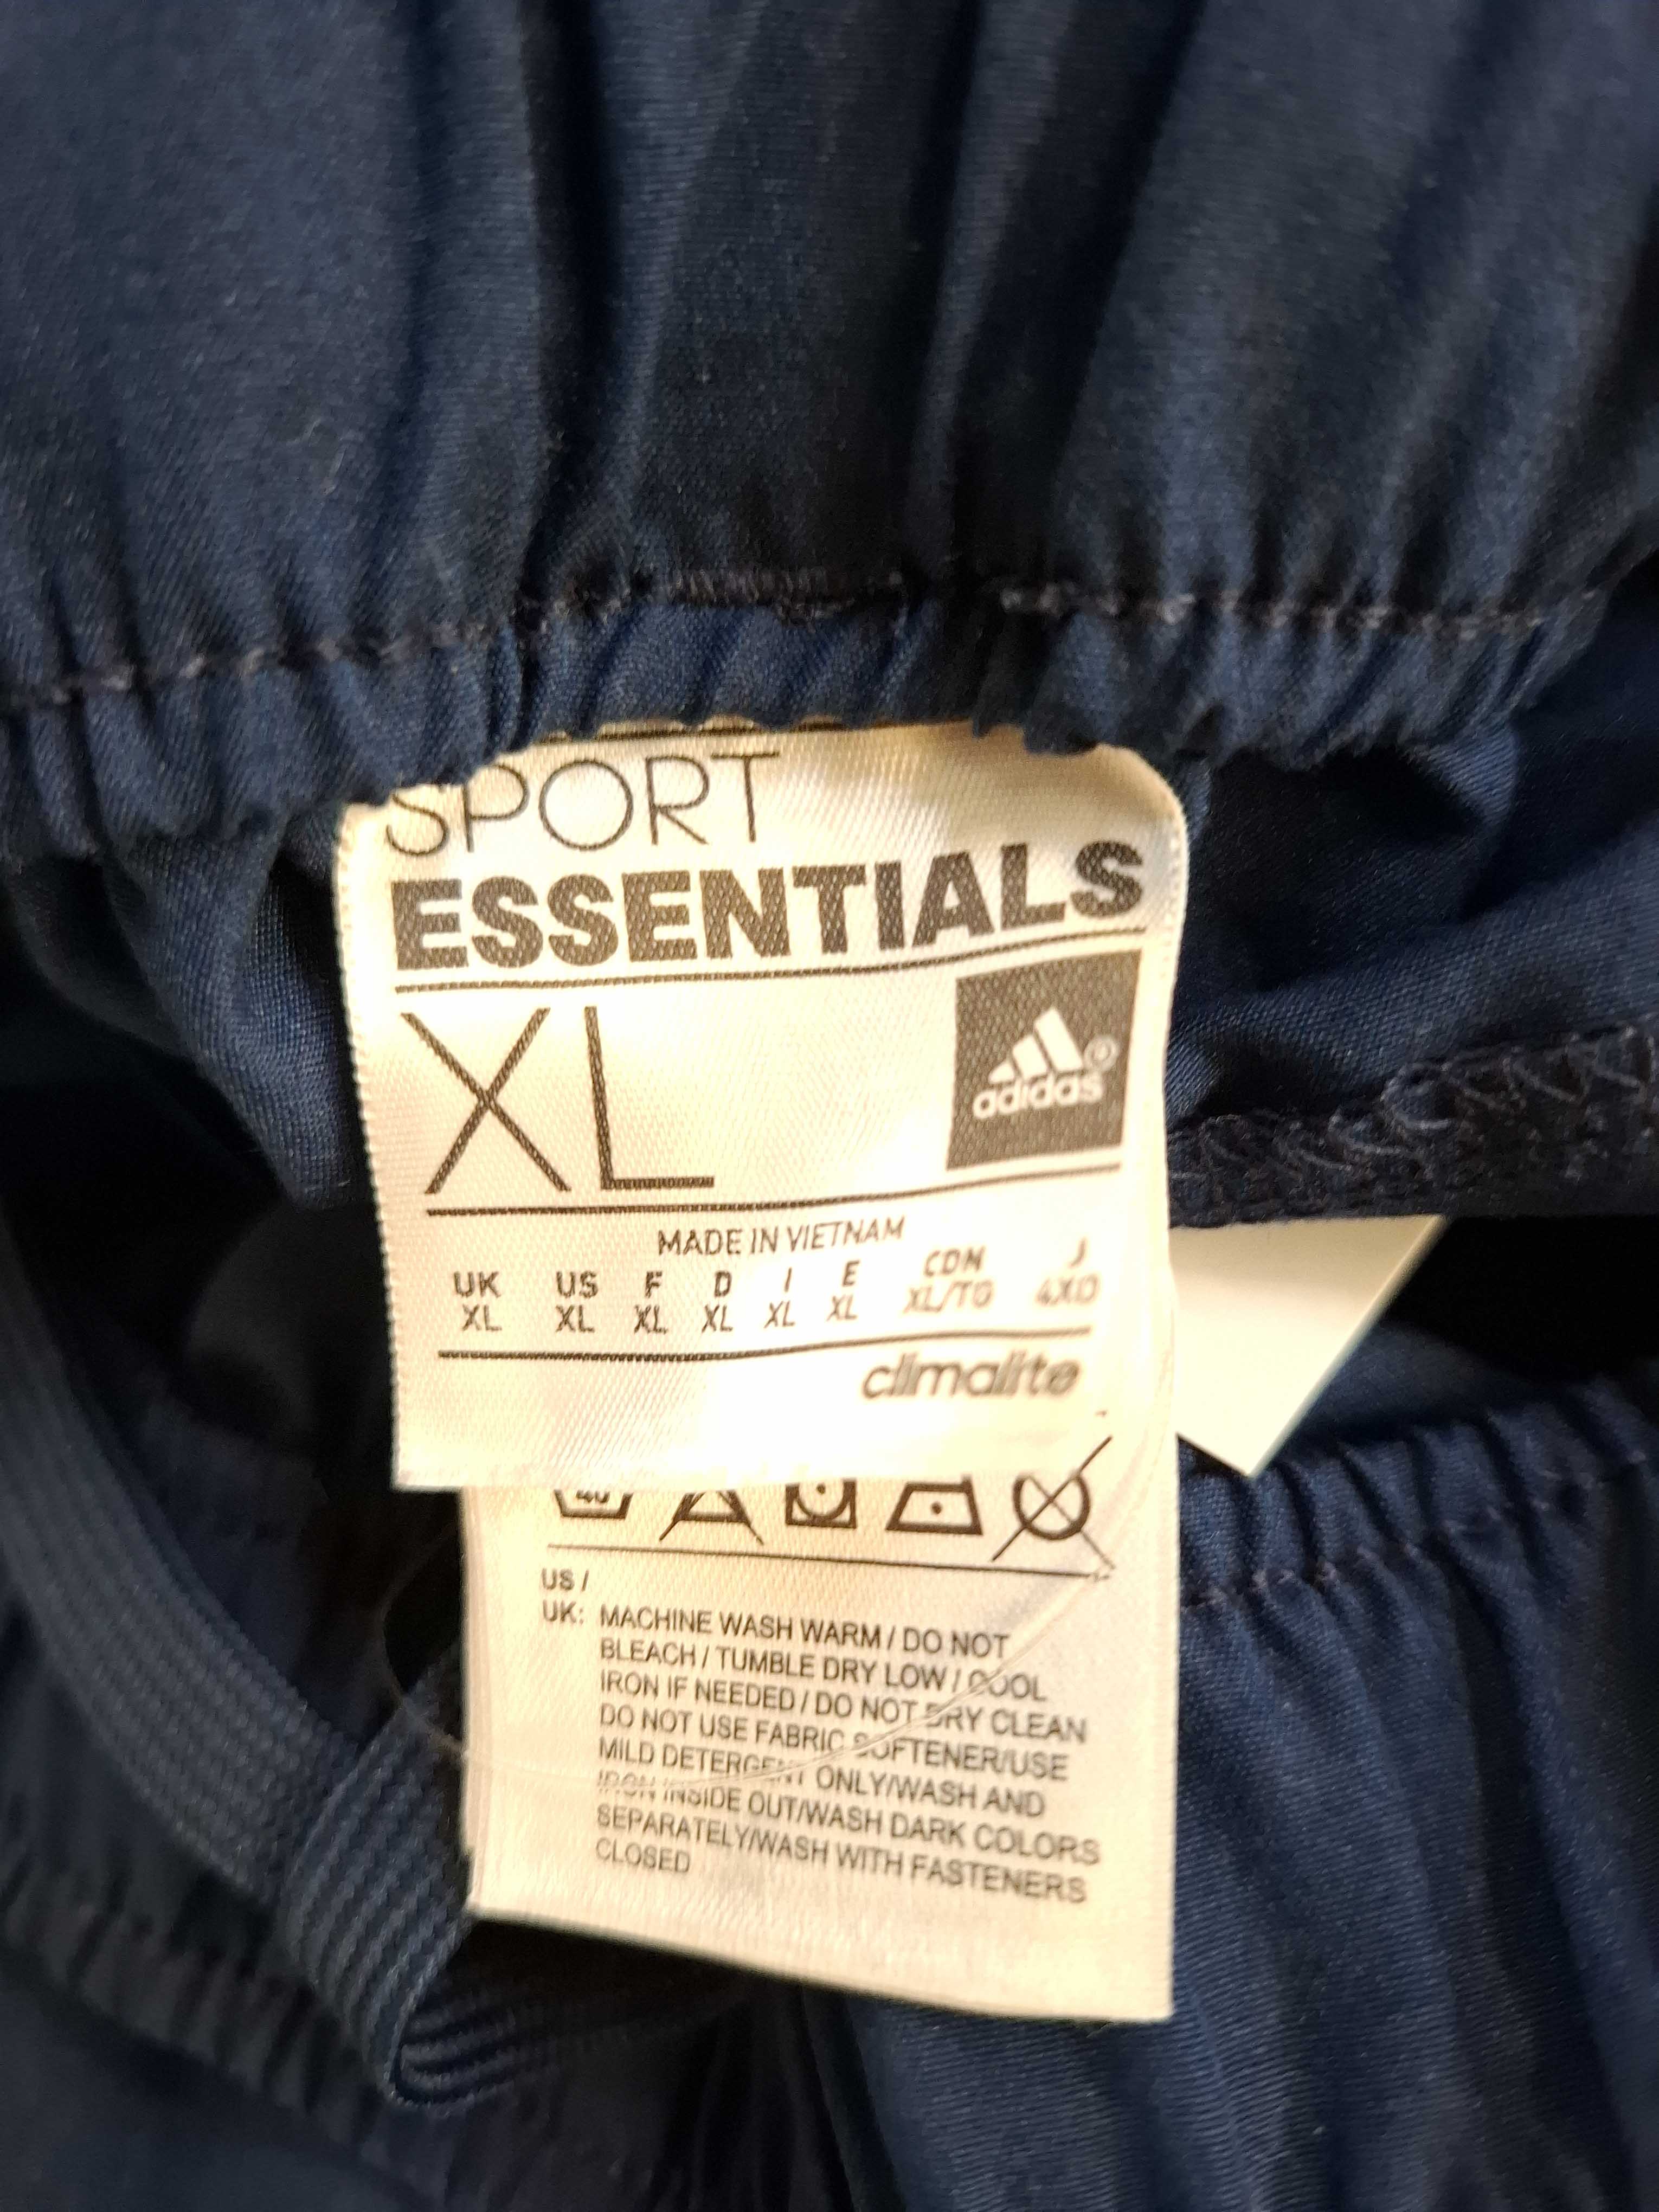 SPORT
ESSENTIALS
XL
adidas
MADE IN VIETNAM
UK US F D I E CDN J
XL XL XL XL XL XL XL/TG 4XO
climalite
40
US /
UK: MACHINE WASH WARM / DO NOT
BLEACH / TUMBLE DRY LOW / COOL
IRON IF NEEDED / DO NOT DRY CLEAN
DO NOT USE FABRIC SOFTENER/USE
MILD DETERGENT ONLY/WASH AND
IRON INSIDE OUT/WASH DARK COLORS
SEPARATELY/WASH WITH FASTENERS
CLOSED